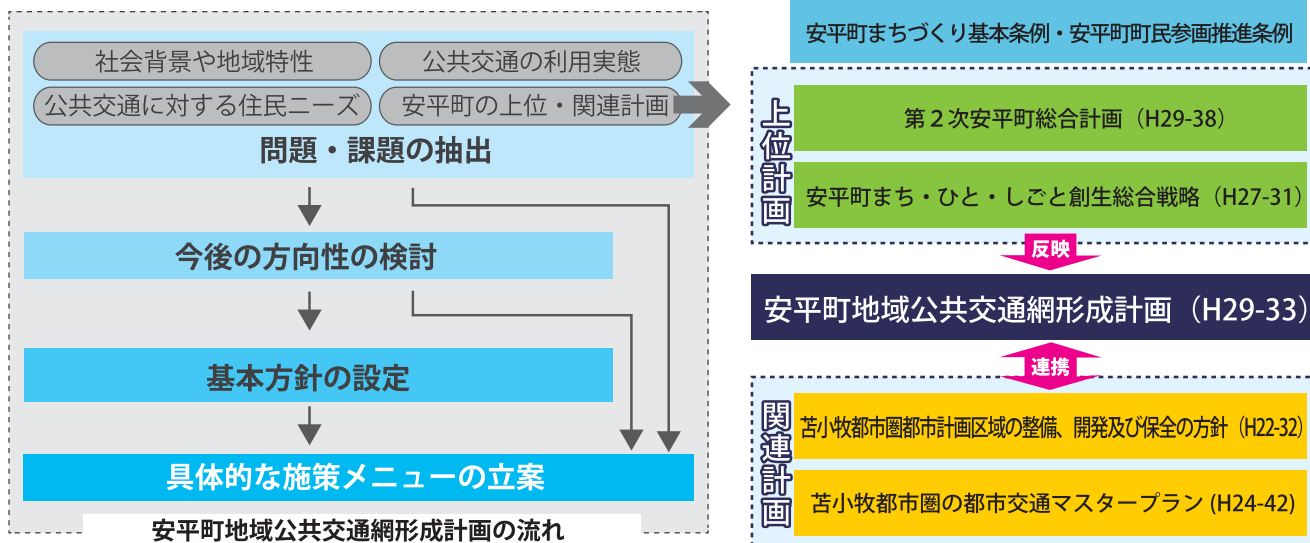 社会背景や地域特性
公共交通の利用実態
公共交通に対する住民ニーズ
安平町の上位・関連計画
問題・課題の抽出
今後の方向性の検討
基本方針の設定
具体的な施策メニューの立案
安平町地域公共交通網形成計画の流れ
安平町まちづくり基本条例・安平町町民参画推進条例
上位計画
第２次安平町総合計画（H29-38）
安平町まち・ひと・しごと創生総合戦略（H27-31）
反映
安平町地域公共交通網形成計画（H29-33）
連携
関連計画
苫小牧都市圏都市計画区域の整備、開発及び保全の方針（H22-32）
苫小牧都市圏の都市交通マスタープラン (H24-42)